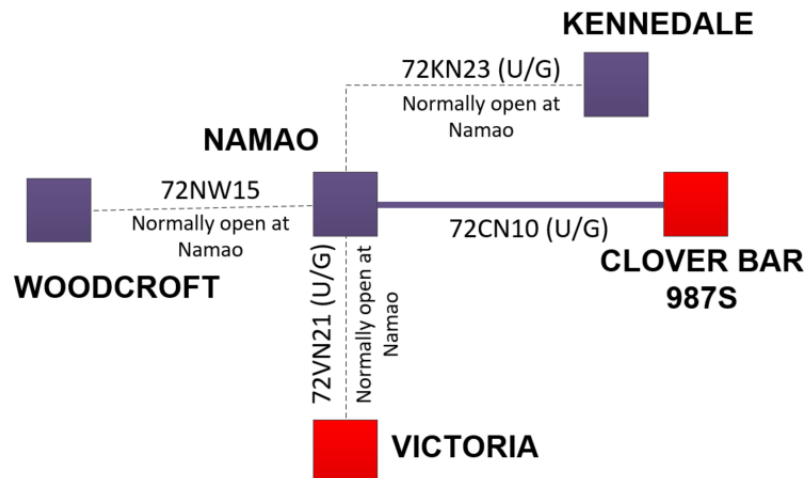 KENNEDALE
72KN23 (U/G)
Normally open at
Namao
NAMAO
72NW15
Normally open at
Namao
WOODCROFT
72CN10 (U/G)
CLOVER BAR
987S
72VN21 (U/G)
Normally open at
Namao
VICTORIA